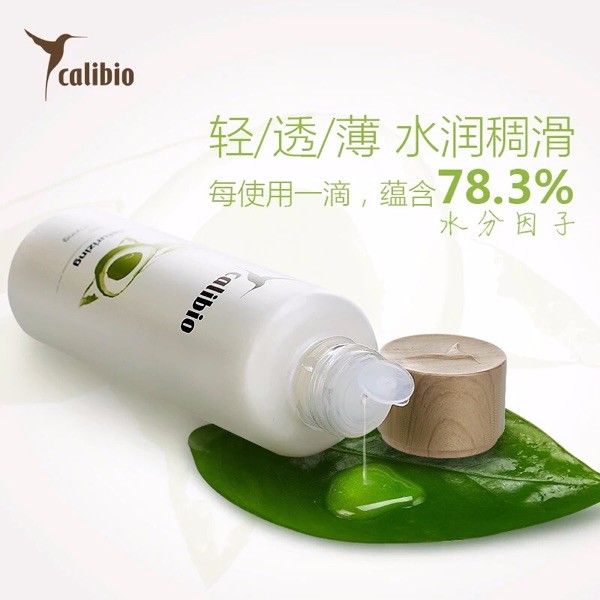 calibio
轻/透/薄 水润稠滑
每使用一滴，蕴含78.3%
水分因子
calibio